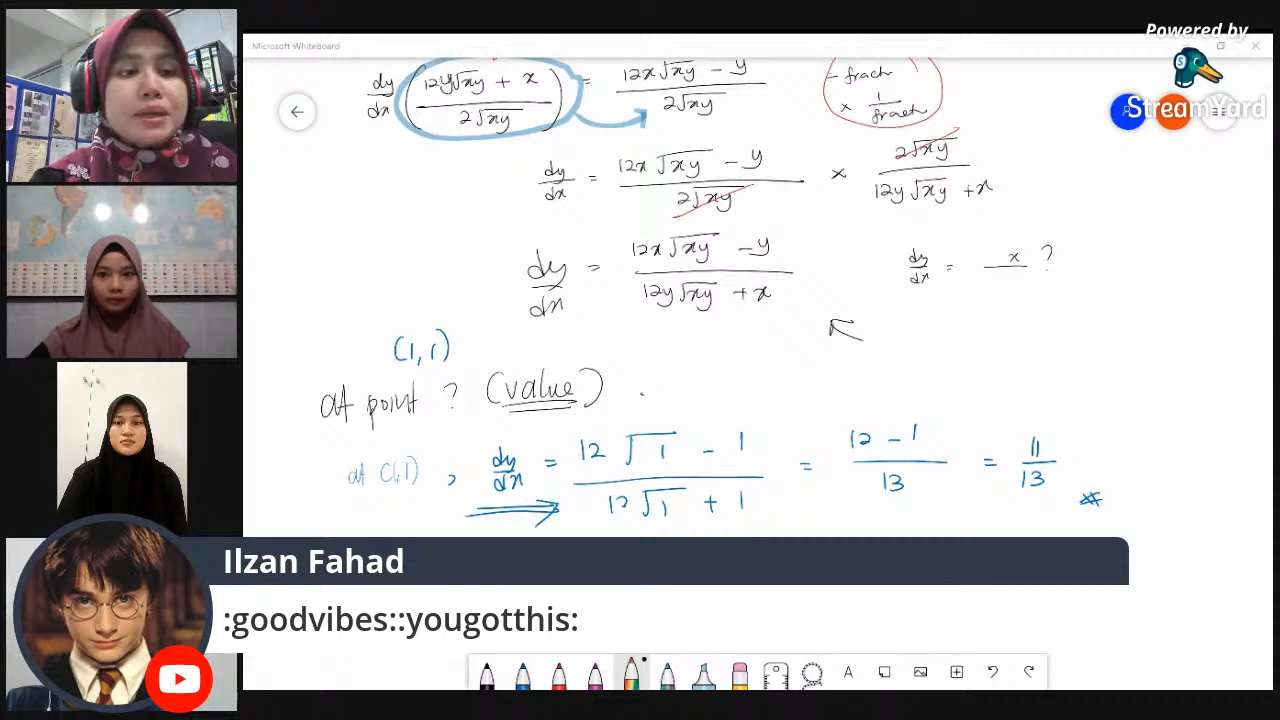 Powered by
StreamYard
Microsoft Whiteboard
dy/dx ( (12y√xy + x) / (2√xy) ) = (12x√xy − y) / (2√xy)
× 1/
dy/dx = (12x√xy − y) / (2√xy) × (2√xy) / (12y√xy + x)
dy/dx = (12x√xy − y) / (12y√xy + x)
dy/dx = x ?
(1,1)
at point ? (value)
at (1,1) , dy/dx = (12√1 − 1) / (12√1 + 1) = (12 − 1) / 13 = 11/13
Ilzan Fahad
:goodvibes::yougotthis:
A